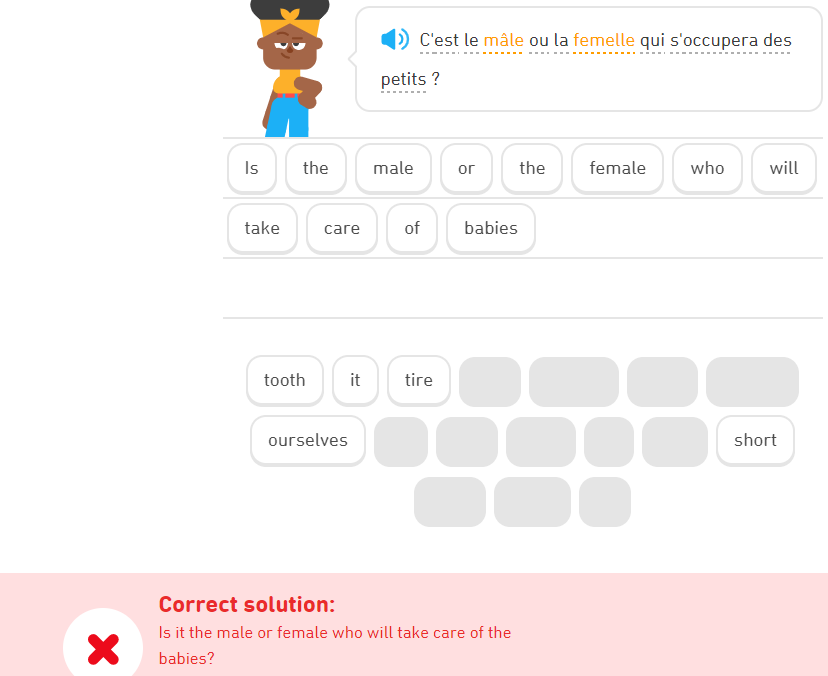 C'est le mâle ou la femelle qui s'occupera des
petits ?
Is the male or the female who will
take care of babies
tooth it tire
ourselves short
Correct solution:
Is it the male or female who will take care of the
babies?